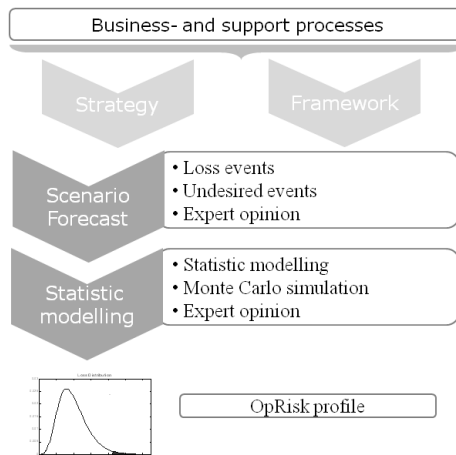 Business- and support processes
Strategy
Framework
Scenario
Forecast
• Loss events
• Undesired events
• Expert opinion
Statistic
modelling
• Statistic modelling
• Monte Carlo simulation
• Expert opinion
OpRisk profile